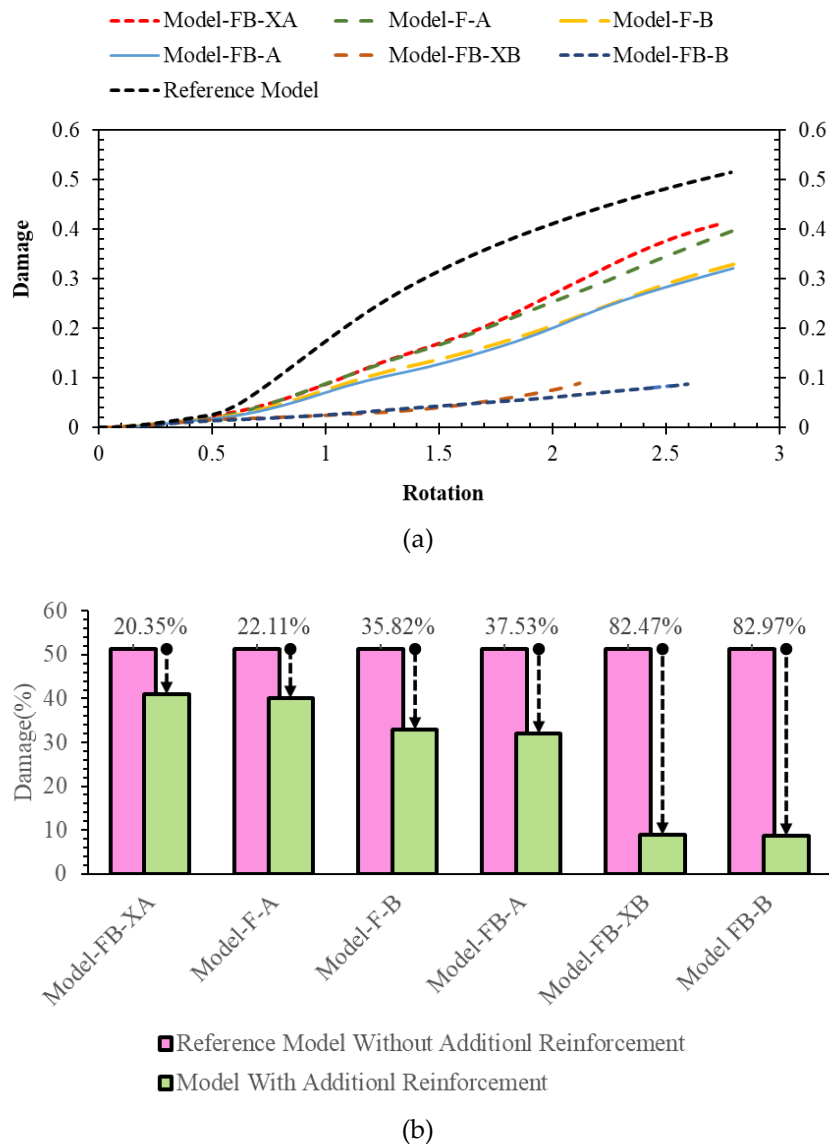 Model-FB-XA Model-F-A Model-F-B
Model-FB-A Model-FB-XB Model-FB-B
Reference Model
0.6 0.6
0.5 0.5
0.4 0.4
0.3 0.3
0.2 0.2
0.1 0.1
0 0
Damage
0 0.5 1 1.5 2 2.5 3
Rotation
(a)
60
50
40
30
20
10
0
Damage(%)
20.35% 22.11% 35.82% 37.53% 82.47% 82.97%
Model-FB-XA
Model-F-A
Model-F-B
Model-FB-A
Model-FB-XB
Model FB-B
Reference Model Without Additionl Reinforcement
Model With Additionl Reinforcement
(b)